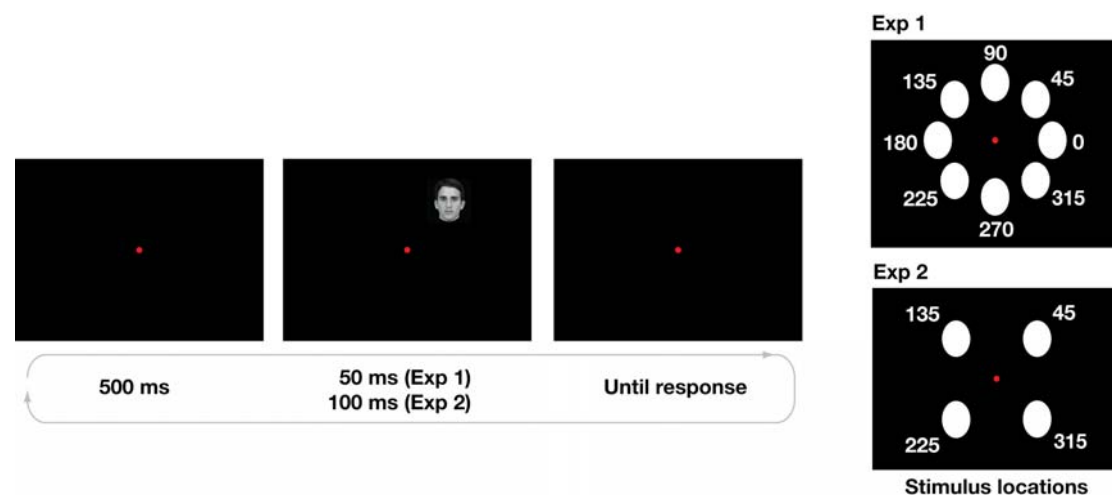 500 ms
50 ms (Exp 1)
100 ms (Exp 2)
Until response
Exp 1
90
135
45
180
0
225
315
270
Exp 2
135
45
225
315
Stimulus locations